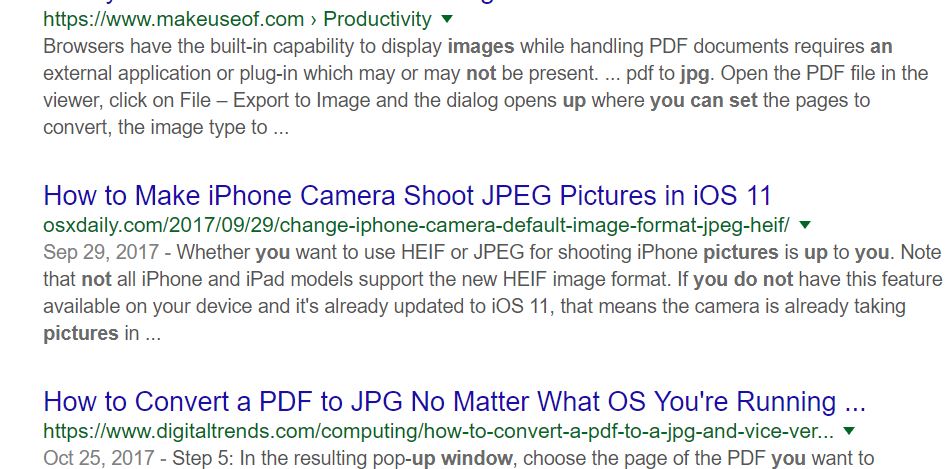 https://www.makeuseof.com › Productivity
Browsers have the built-in capability to display images while handling PDF documents requires an
external application or plug-in which may or may not be present. ... pdf to jpg. Open the PDF file in the
viewer, click on File – Export to Image and the dialog opens up where you can set the pages to
convert, the image type to ...
How to Make iPhone Camera Shoot JPEG Pictures in iOS 11
osxdaily.com/2017/09/29/change-iphone-camera-default-image-format-jpeg-heif/
Sep 29, 2017 - Whether you want to use HEIF or JPEG for shooting iPhone pictures is up to you. Note
that not all iPhone and iPad models support the new HEIF image format. If you do not have this feature
available on your device and it's already updated to iOS 11, that means the camera is already taking
pictures in ...
How to Convert a PDF to JPG No Matter What OS You're Running ...
https://www.digitaltrends.com/computing/how-to-convert-a-pdf-to-a-jpg-and-vice-ver...
Oct 25, 2017 - Step 5: In the resulting pop-up window, choose the page of the PDF you want to